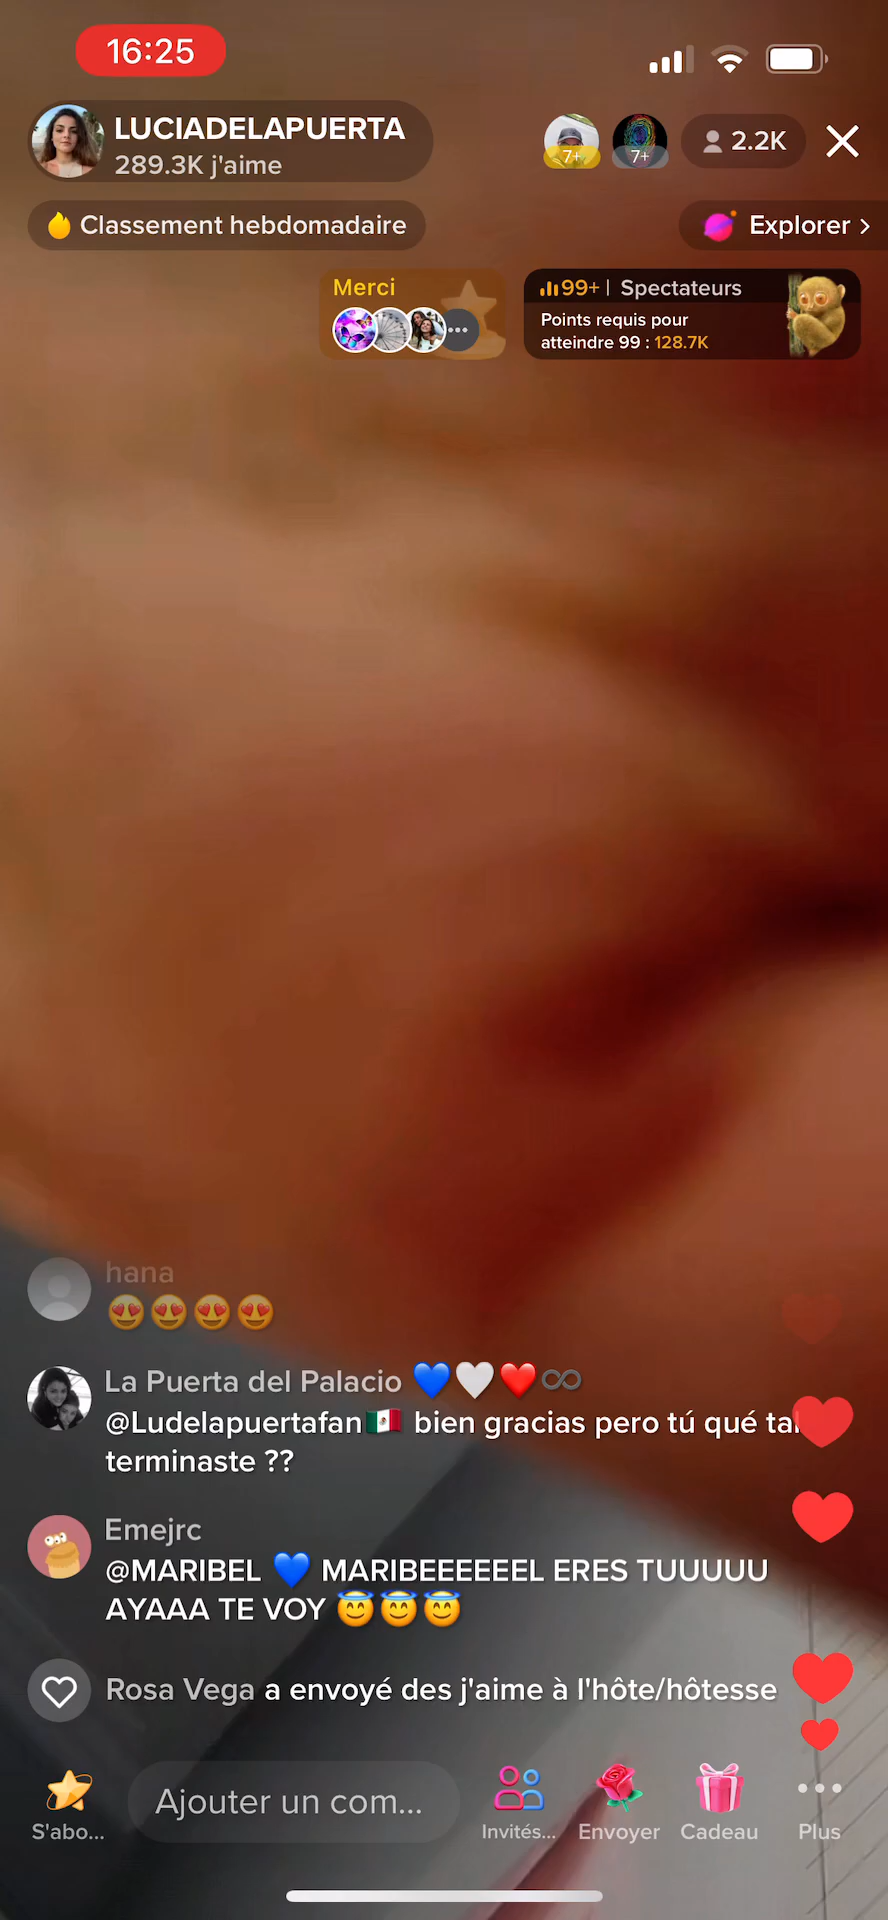 16:25
LUCIADELAPUERTA
289.3K j'aime
7+
7+
2.2K
Classement hebdomadaire
Explorer >
Merci
99+ | Spectateurs
Points requis pour
atteindre 99 : 128.7K
hana
😍😍😍😍
La Puerta del Palacio 💙🤍❤️♾
@Ludelapuertafan🇲🇽 bien gracias pero tú qué tal
terminaste ??
Emejrc
@MARIBEL 💙 MARIBEEEEEEL ERES TUUUUU
AYAAA TE VOY 😇😇😇
Rosa Vega a envoyé des j'aime à l'hôte/hôtesse
S'abo...
Ajouter un com...
Invités...
Envoyer
Cadeau
Plus